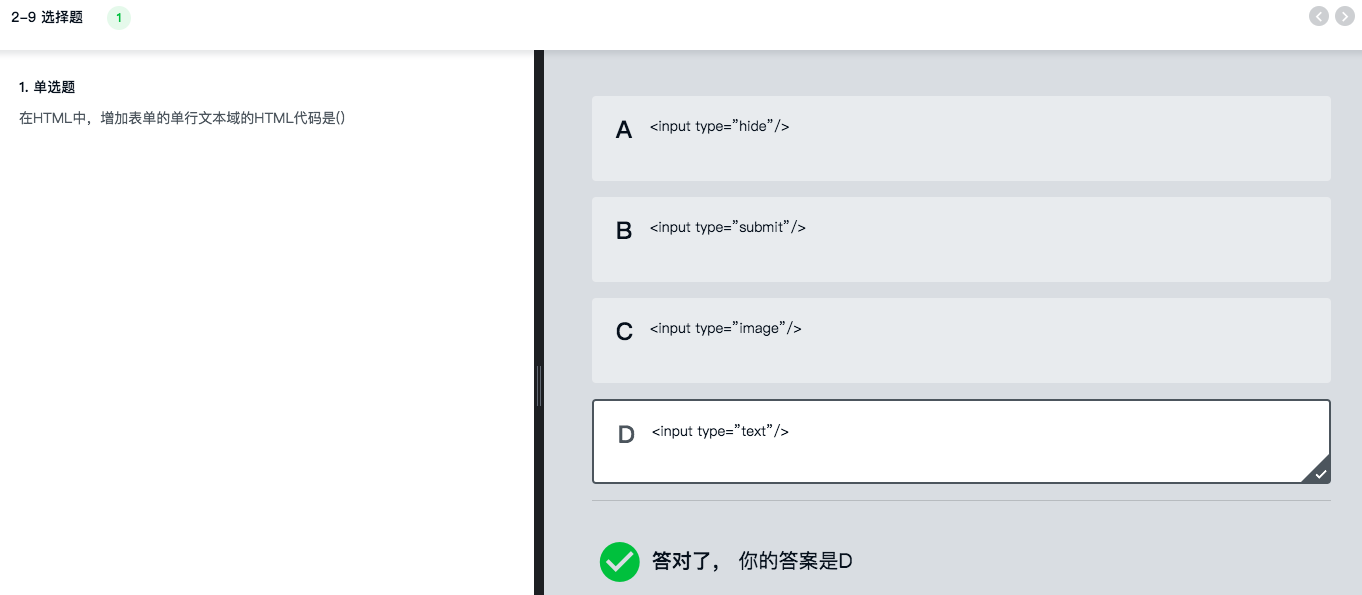 2-9 选择题 1
1. 单选题
在HTML中，增加表单的单行文本域的HTML代码是()
A <input type=”hide”/>
B <input type=”submit”/>
C <input type=”image”/>
D <input type=”text”/>
答对了， 你的答案是D